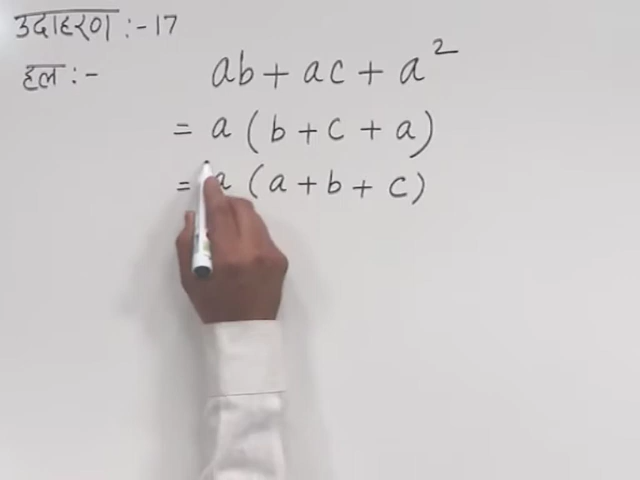 उदाहरण :- 17
हल :- ab + ac + a²
= a (b + c + a)
= a (a + b + c)